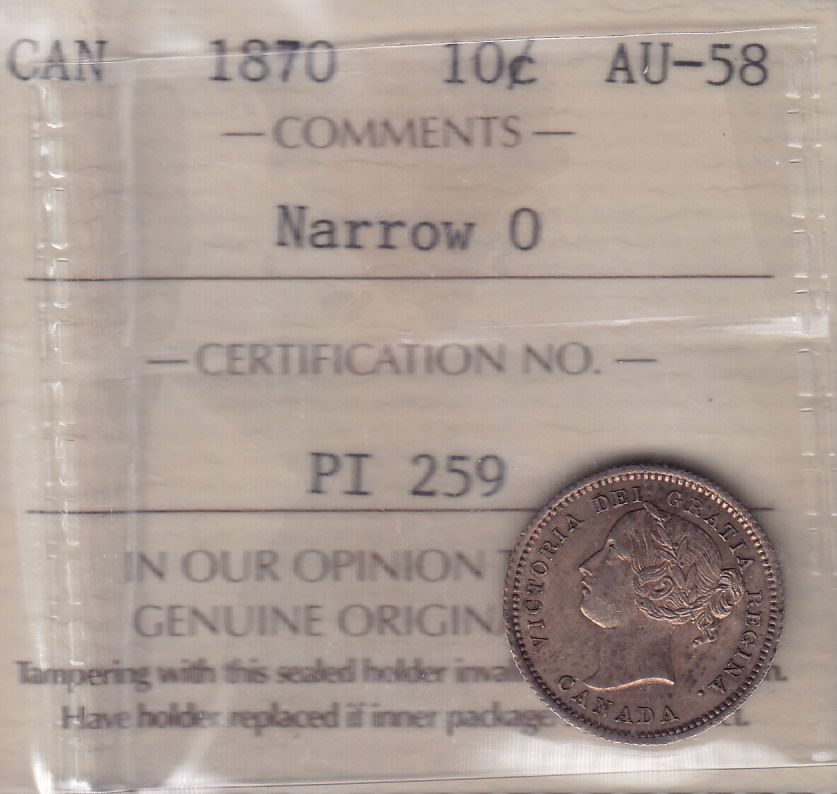 CAN 1870 10¢ AU-58
— COMMENTS —
Narrow 0
— CERTIFICATION NO. —
PI 259
IN OUR OPINION
GENUINE
Tampering with this sealed holder
Have holder replaced if inner package
VICTORIA DEI GRATIA REGINA.
CANADA